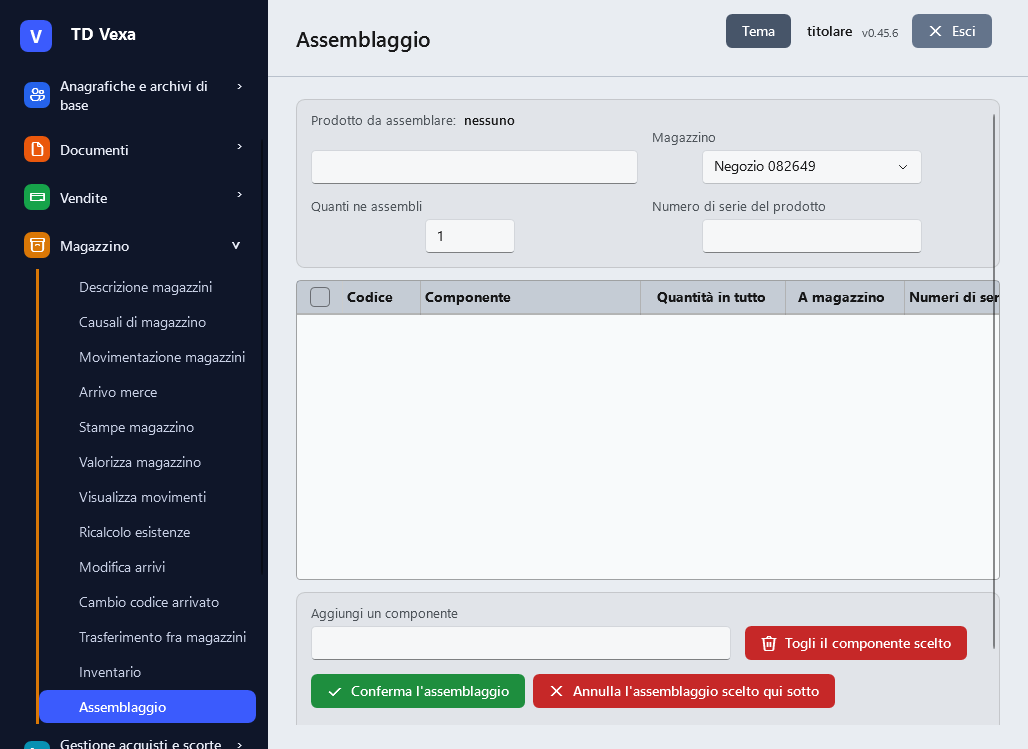 V
TD Vexa
Anagrafiche e archivi di
base
Documenti
Vendite
Magazzino
Descrizione magazzini
Causali di magazzino
Movimentazione magazzini
Arrivo merce
Stampe magazzino
Valorizza magazzino
Visualizza movimenti
Ricalcolo esistenze
Modifica arrivi
Cambio codice arrivato
Trasferimento fra magazzini
Inventario
Assemblaggio
Gestione acquisti e scorte
Assemblaggio
Tema
titolare v0.45.6
Esci
Prodotto da assemblare: nessuno
Magazzino
Negozio 082649
Quanti ne assembli
Numero di serie del prodotto
1
Codice
Componente
Quantità in tutto
A magazzino
Numeri di ser
Aggiungi un componente
Togli il componente scelto
Conferma l'assemblaggio
Annulla l'assemblaggio scelto qui sotto